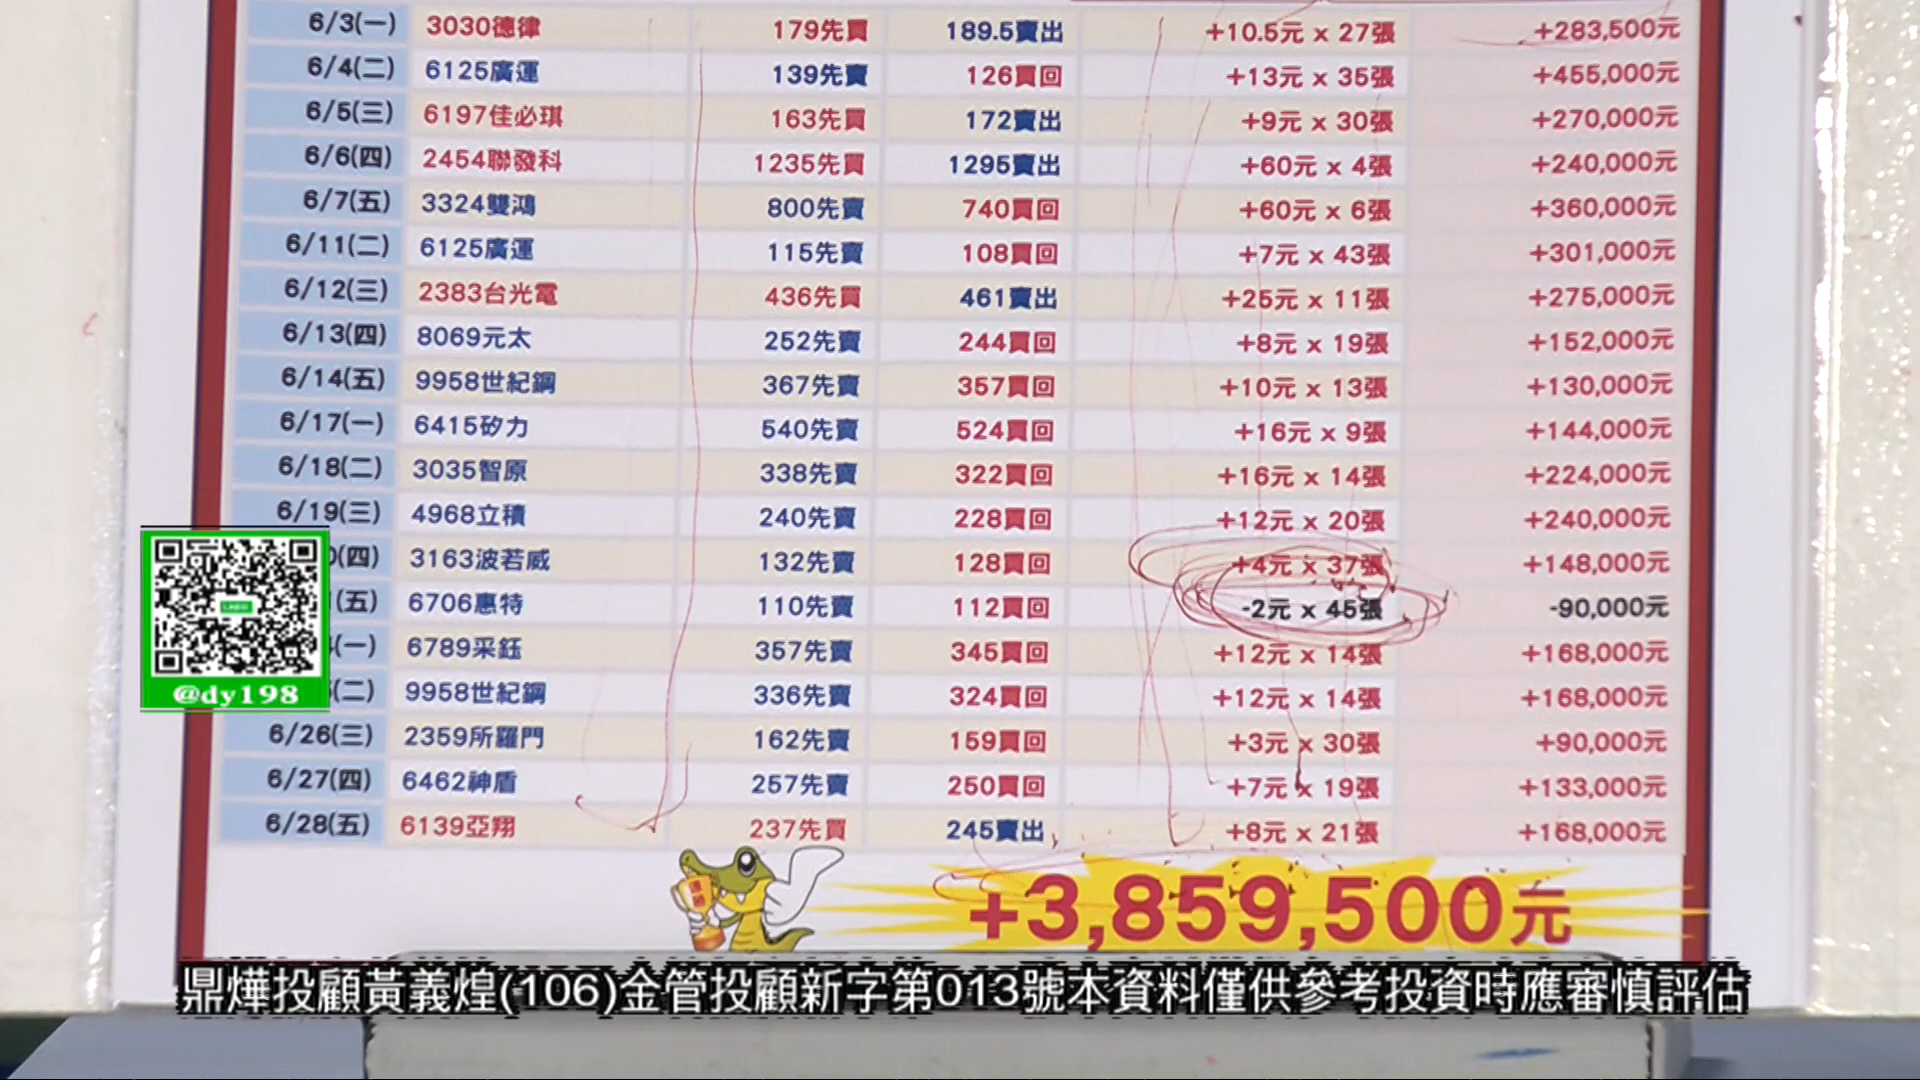 6/3(一) 3030德律 179先買 189.5賣出 +10.5元 x 27張 +283,500元
6/4(二) 6125廣運 139先賣 126買回 +13元 x 35張 +455,000元
6/5(三) 6197佳必琪 163先買 172賣出 +9元 x 30張 +270,000元
6/6(四) 2454聯發科 1235先買 1295賣出 +60元 x 4張 +240,000元
6/7(五) 3324雙鴻 800先賣 740買回 +60元 x 6張 +360,000元
6/11(二) 6125廣運 115先賣 108買回 +7元 x 43張 +301,000元
6/12(三) 2383台光電 436先買 461賣出 +25元 x 11張 +275,000元
6/13(四) 8069元太 252先賣 244買回 +8元 x 19張 +152,000元
6/14(五) 9958世紀鋼 367先賣 357買回 +10元 x 13張 +130,000元
6/17(一) 6415矽力 540先賣 524買回 +16元 x 9張 +144,000元
6/18(二) 3035智原 338先賣 322買回 +16元 x 14張 +224,000元
6/19(三) 4968立積 240先賣 228買回 +12元 x 20張 +240,000元
0(四) 3163波若威 132先賣 128買回 +4元 x 37張 +148,000元
(五) 6706惠特 110先賣 112買回 -2元 x 45張 -90,000元
(一) 6789采鈺 357先賣 345買回 +12元 x 14張 +168,000元
(二) 9958世紀鋼 336先賣 324買回 +12元 x 14張 +168,000元
6/26(三) 2359所羅門 162先賣 159買回 +3元 x 30張 +90,000元
6/27(四) 6462神盾 257先賣 250買回 +7元 x 19張 +133,000元
6/28(五) 6139亞翔 237先買 245賣出 +8元 x 21張 +168,000元
@dy198
+3,859,500元
鼎燁投顧黃義煌(106)金管投顧新字第013號本資料僅供參考投資時應審慎評估